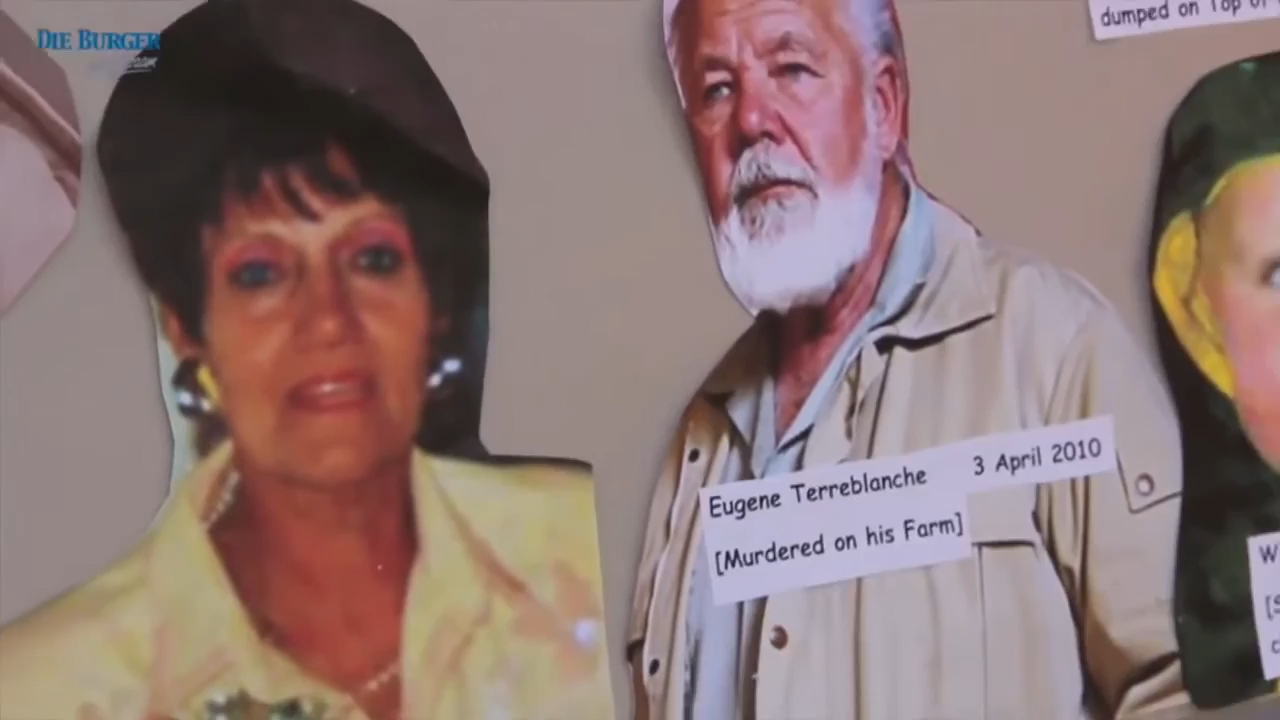 DIE BURGER
dumped on Top of
Eugene Terreblanche 3 April 2010
[Murdered on his Farm]
W
[S
c